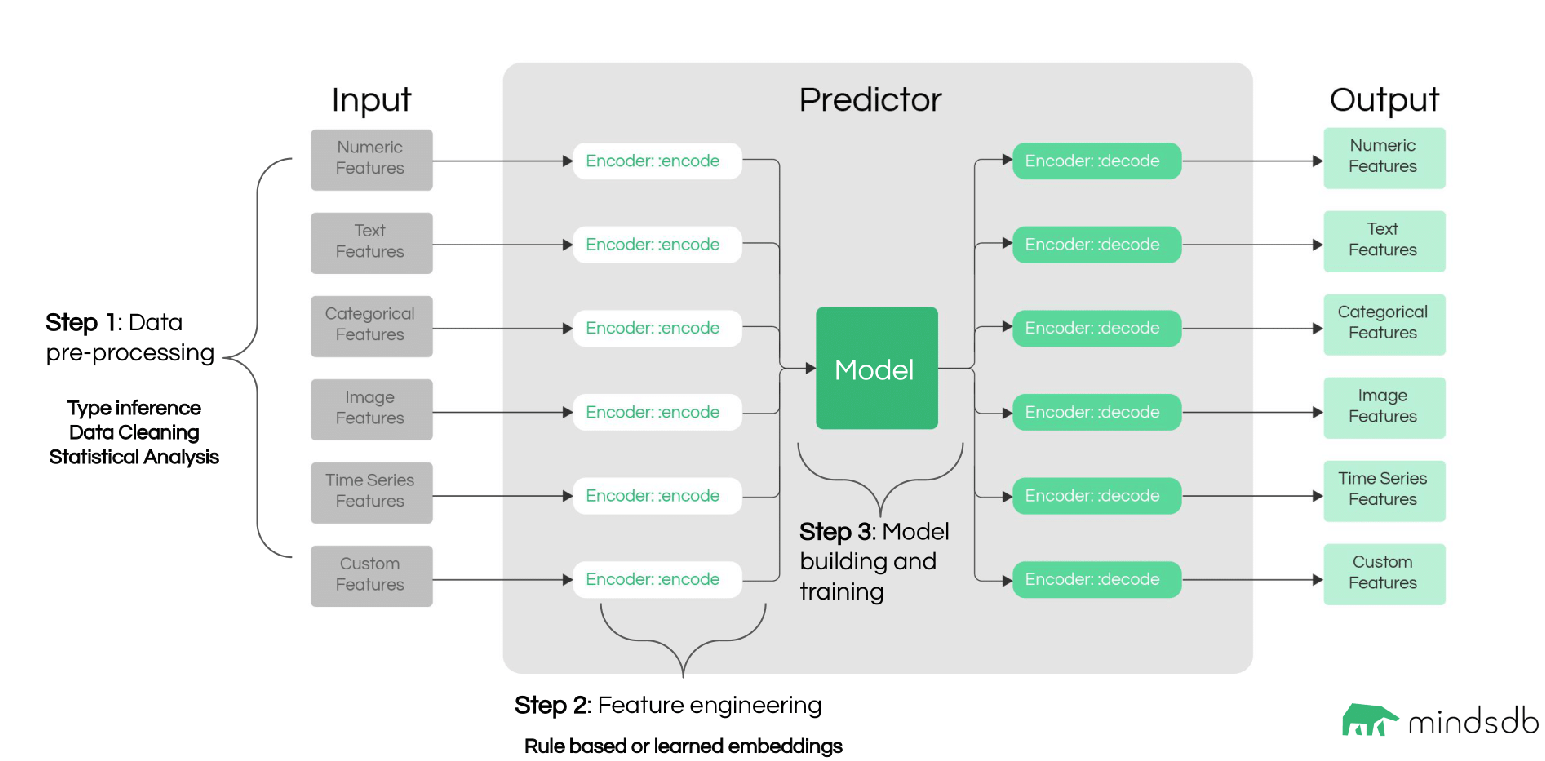 Input
Predictor
Output
Numeric
Features
Encoder: :encode
Encoder: :decode
Numeric
Features
Text
Features
Encoder: :encode
Encoder: :decode
Text
Features
Categorical
Features
Encoder: :encode
Encoder: :decode
Categorical
Features
Step 1: Data
pre-processing
Type inference
Data Cleaning
Statistical Analysis
Model
Image
Features
Encoder: :encode
Encoder: :decode
Image
Features
Time Series
Features
Encoder: :encode
Encoder: :decode
Time Series
Features
Step 3: Model
building and
training
Custom
Features
Encoder: :encode
Encoder: :decode
Custom
Features
Step 2: Feature engineering
Rule based or learned embeddings
mindsdb